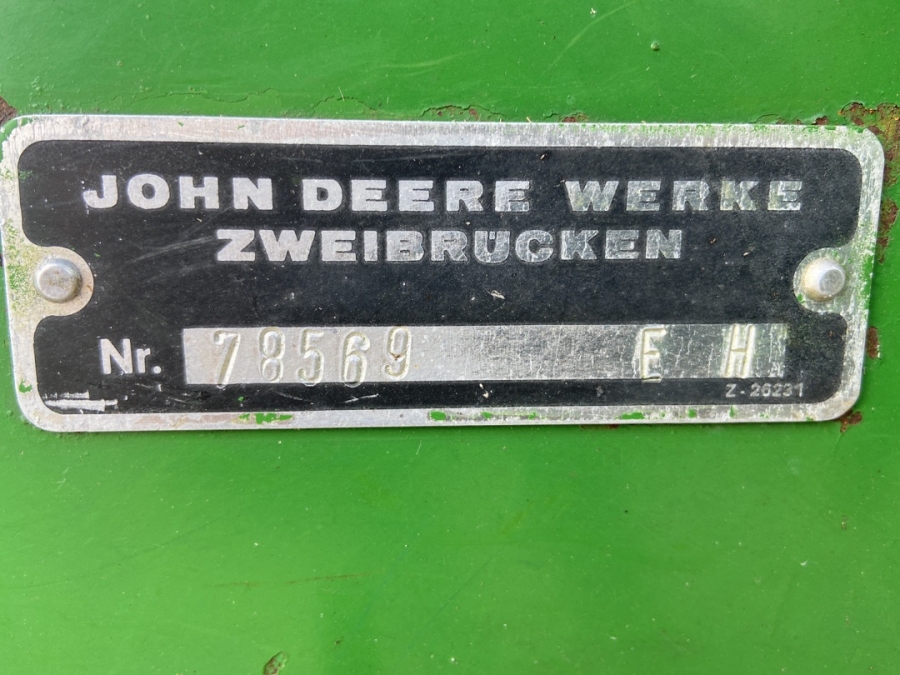 JOHN DEERE WERKE
ZWEIBRÜCKEN
Nr. 78569 E H
Z - 26231